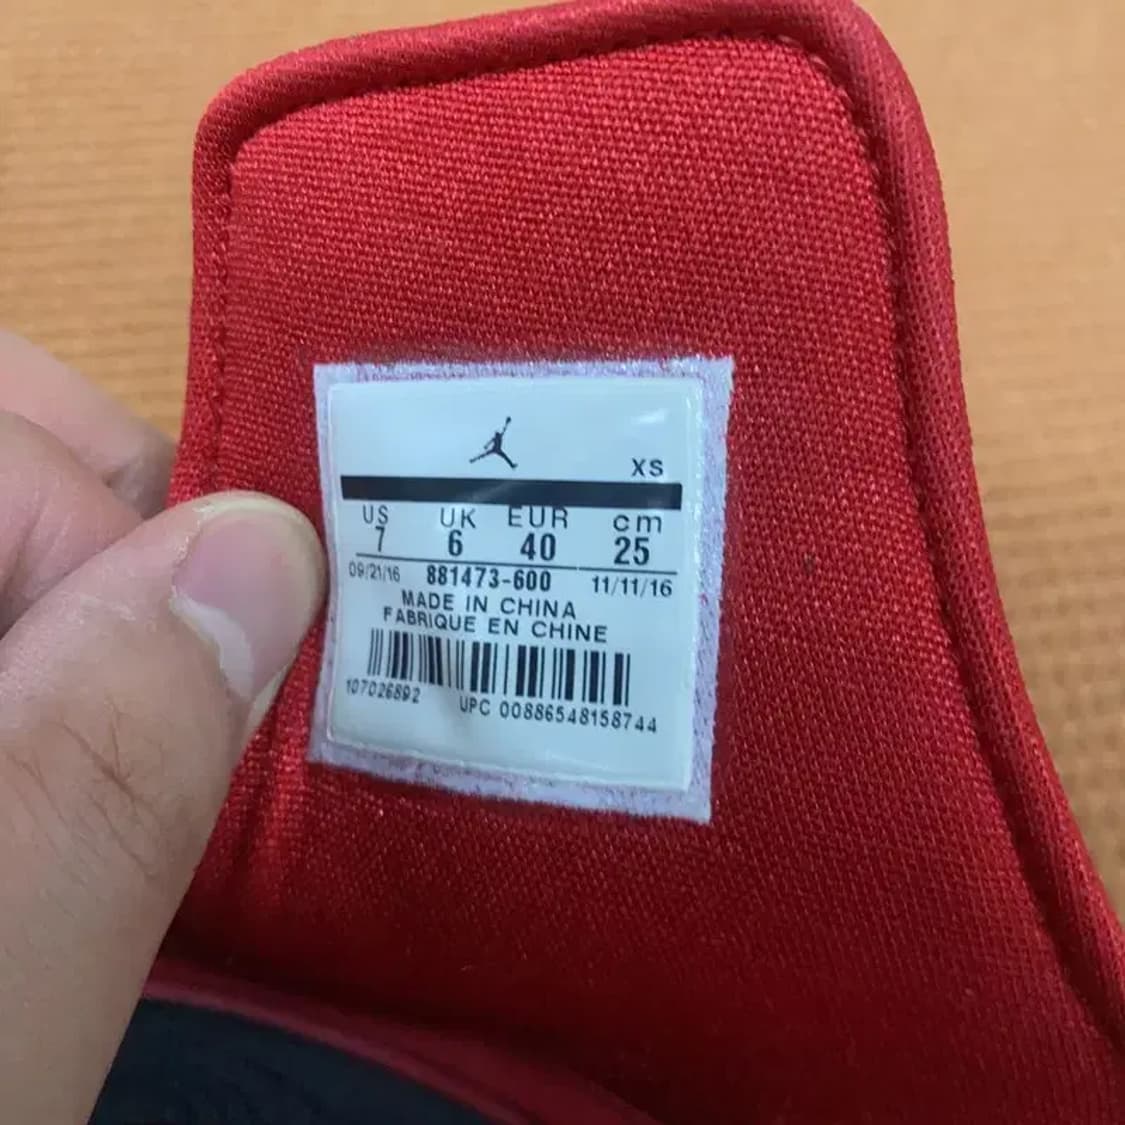 XS
US UK EUR cm
7 6 40 25
09/21/16 881473-600 11/11/16
MADE IN CHINA
FABRIQUE EN CHINE
107026892 UPC 00886548158744